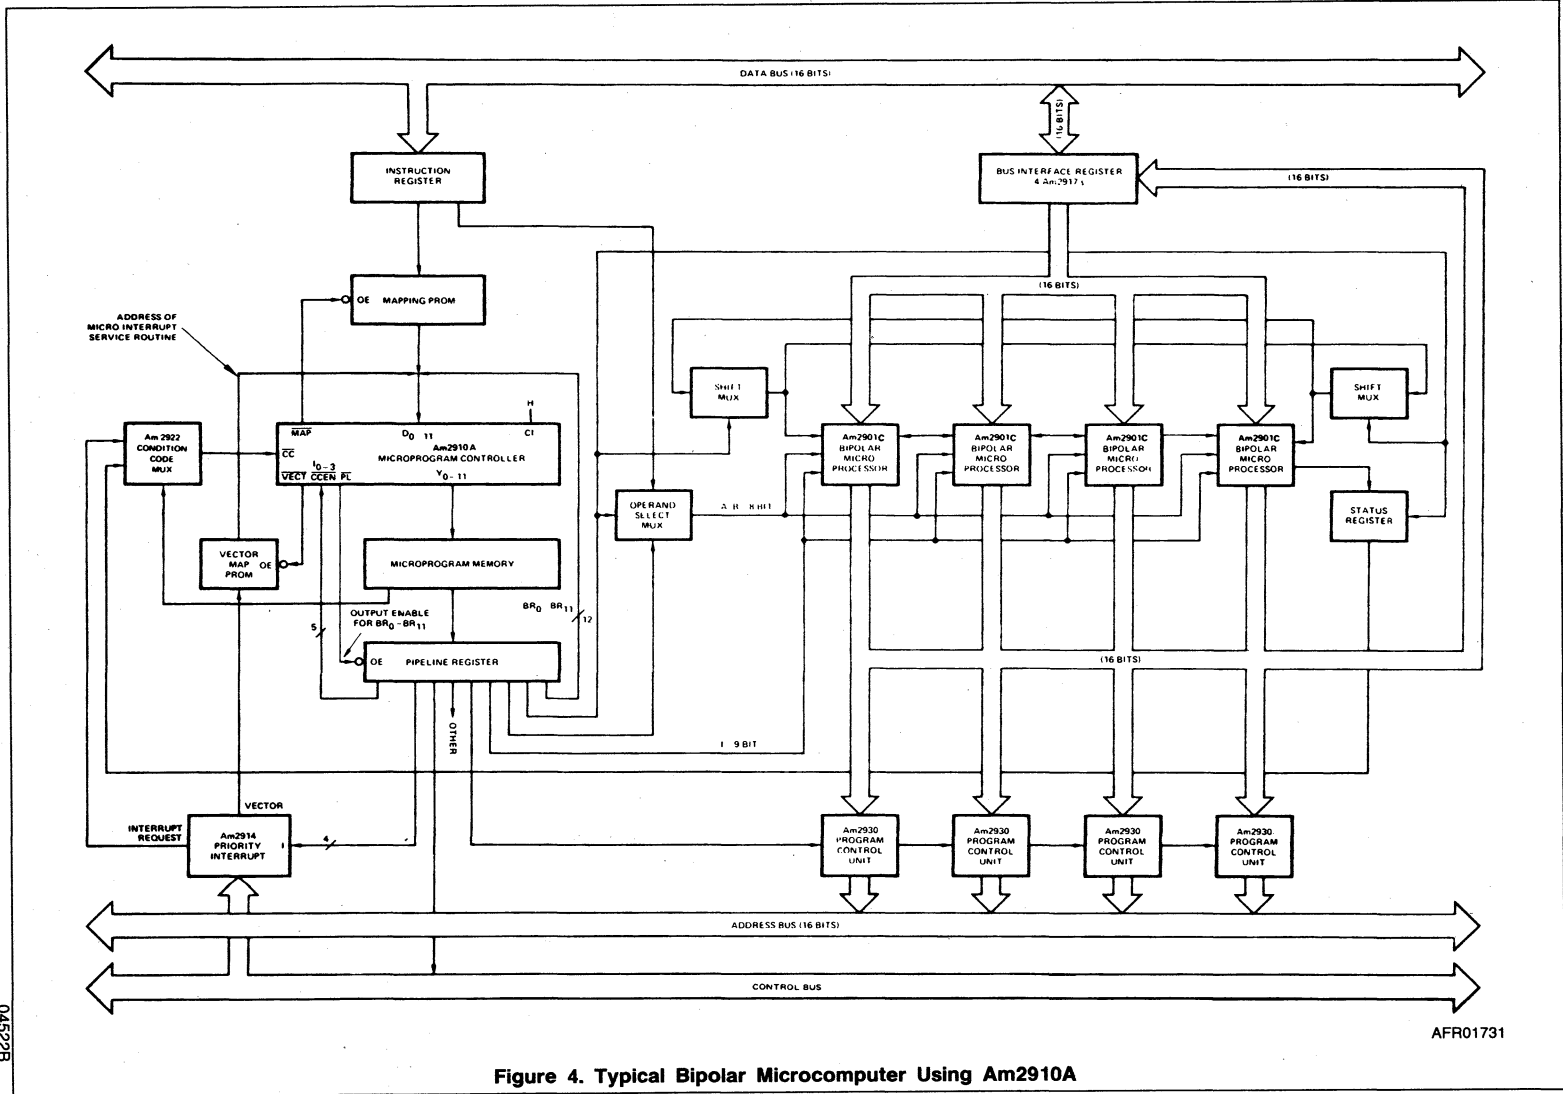 DATA BUS (16 BITS)
(16 BITS)
INSTRUCTION
REGISTER
BUS INTERFACE REGISTER
4 Am2917's
(16 BITS)
OE MAPPING PROM
(16 BITS)
ADDRESS OF
MICRO INTERRUPT
SERVICE ROUTINE
SHIFT
MUX
SHIFT
MUX
H
Am2922
CONDITION
CODE
MUX
MAP
D0-11
CI
Am2910A
MICROPROGRAM CONTROLLER
CC
I0-3
VECT CCEN PL
Y0-11
Am2901C
BIPOLAR
MICRO
PROCESSOR
Am2901C
BIPOLAR
MICRO
PROCESSOR
Am2901C
BIPOLAR
MICRO
PROCESSOR
Am2901C
BIPOLAR
MICRO
PROCESSOR
OPERAND
SELECT
MUX
A B 8 BIT
STATUS
REGISTER
VECTOR
MAP
PROM
OE
MICROPROGRAM MEMORY
BR0 BR11
12
OUTPUT ENABLE
FOR BR0-BR11
5
OE PIPELINE REGISTER
(16 BITS)
OTHER
I 9 BIT
VECTOR
INTERRUPT
REQUEST
Am2914
PRIORITY
INTERRUPT
I
4
Am2930
PROGRAM
CONTROL
UNIT
Am2930
PROGRAM
CONTROL
UNIT
Am2930
PROGRAM
CONTROL
UNIT
Am2930
PROGRAM
CONTROL
UNIT
ADDRESS BUS (16 BITS)
CONTROL BUS
AFR01731
04522B
Figure 4. Typical Bipolar Microcomputer Using Am2910A